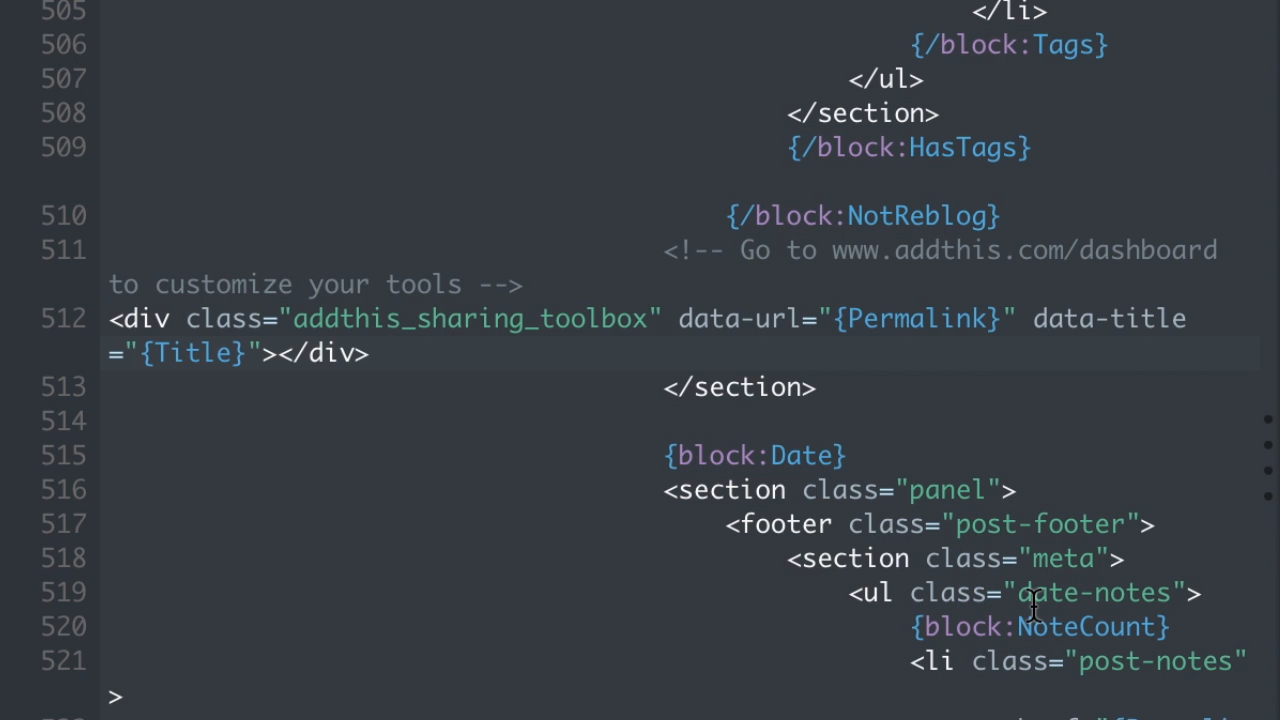 505 </li>
506 {/block:Tags}
507 </ul>
508 </section>
509 {/block:HasTags}
510 {/block:NotReblog}
511 <!-- Go to www.addthis.com/dashboard
to customize your tools -->
512 <div class="addthis_sharing_toolbox" data-url="{Permalink}" data-title
="{Title}"></div>
513 </section>
514
515 {block:Date}
516 <section class="panel">
517 <footer class="post-footer">
518 <section class="meta">
519 <ul class="date-notes">
520 {block:NoteCount}
521 <li class="post-notes"
>